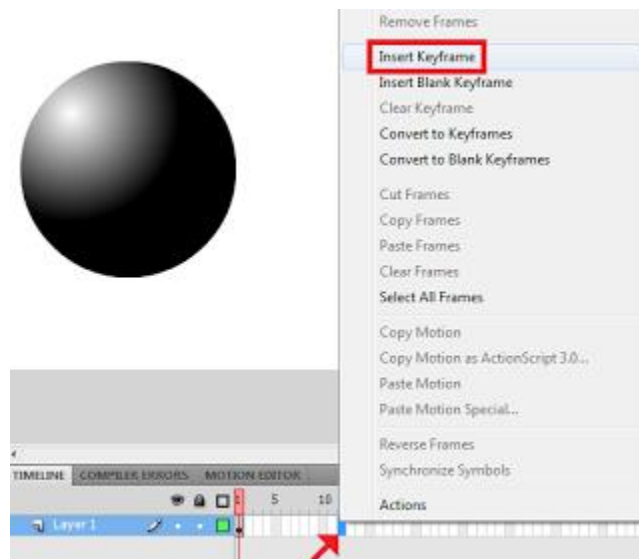 Remove Frames
Insert Keyframe
Insert Blank Keyframe
Clear Keyframe
Convert to Keyframes
Convert to Blank Keyframes
Cut Frames
Copy Frames
Paste Frames
Clear Frames
Select All Frames
Copy Motion
Copy Motion as ActionScript 3.0...
Paste Motion
Paste Motion Special...
Reverse Frames
Synchronize Symbols
Actions
TIMELINE COMPILER ERRORS MOTION EDITOR
1 5 10
Layer 1